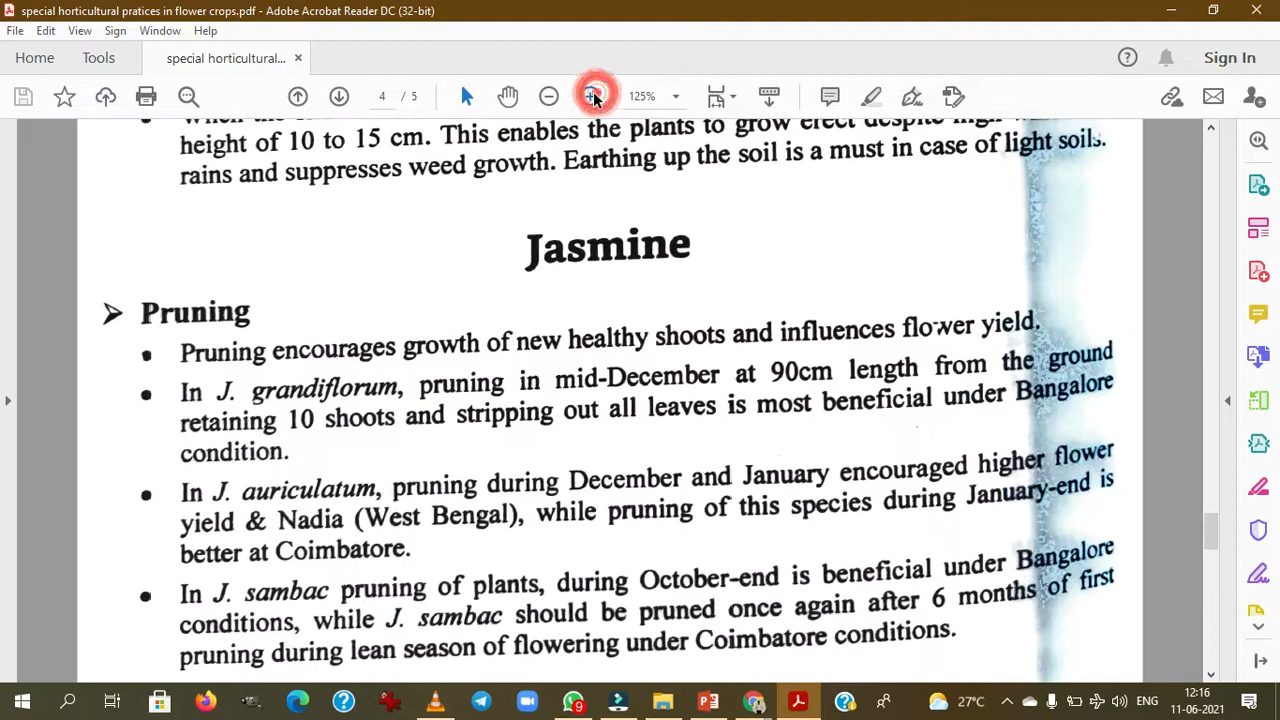 special horticultural pratices in flower crops.pdf - Adobe Acrobat Reader DC (32-bit)
File Edit View Sign Window Help
Home Tools special horticultural... × Sign In
4 / 5 125%
height of 10 to 15 cm. This enables the plants to grow erect despite
rains and suppresses weed growth. Earthing up the soil is a must in case of light soils.
Jasmine
➢ Pruning
• Pruning encourages growth of new healthy shoots and influences flower yield.
• In J. grandiflorum, pruning in mid-December at 90cm length from the ground
retaining 10 shoots and stripping out all leaves is most beneficial under Bangalore
condition.
• In J. auriculatum, pruning during December and January encouraged higher flower
yield & Nadia (West Bengal), while pruning of this species during January-end is
better at Coimbatore.
• In J. sambac pruning of plants, during October-end is beneficial under Bangalore
conditions, while J. sambac should be pruned once again after 6 months of first
pruning during lean season of flowering under Coimbatore conditions.
9 27°C ENG 12:16
11-06-2021